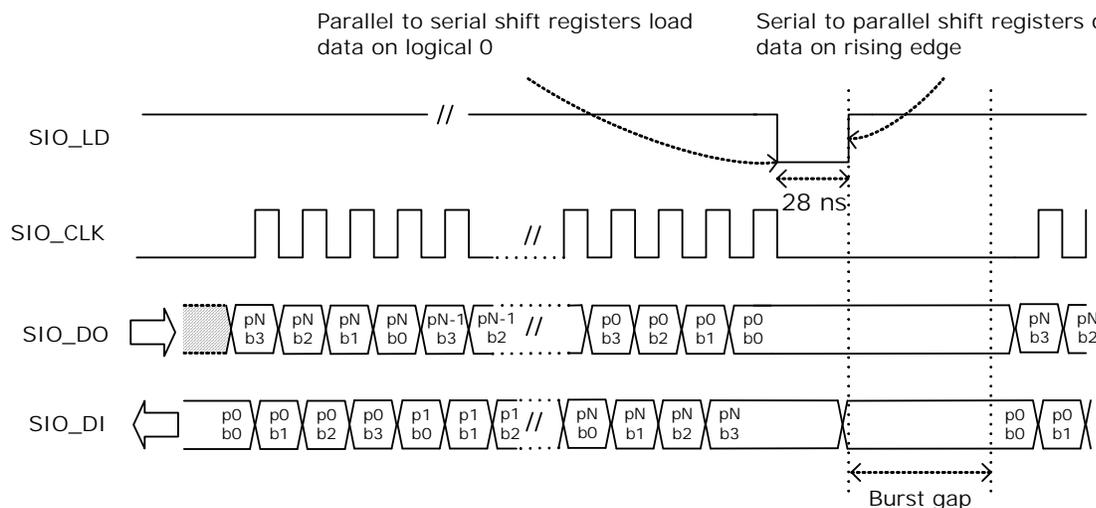 Parallel to serial shift registers load
data on logical 0
Serial to parallel shift registers
data on rising edge
SIO_LD
//
28 ns
SIO_CLK
//
SIO_DO
pN pN pN pN pN-1 pN-1 // p0 p0 p0 p0 pN pN
b3 b2 b1 b0 b3 b2 b3 b2 b1 b0 b3 b2
SIO_DI
p0 p0 p0 p0 p1 p1 p1 // pN pN pN pN p0 p0
b0 b1 b2 b3 b0 b1 b2 b0 b1 b2 b3 b0 b1
Burst gap